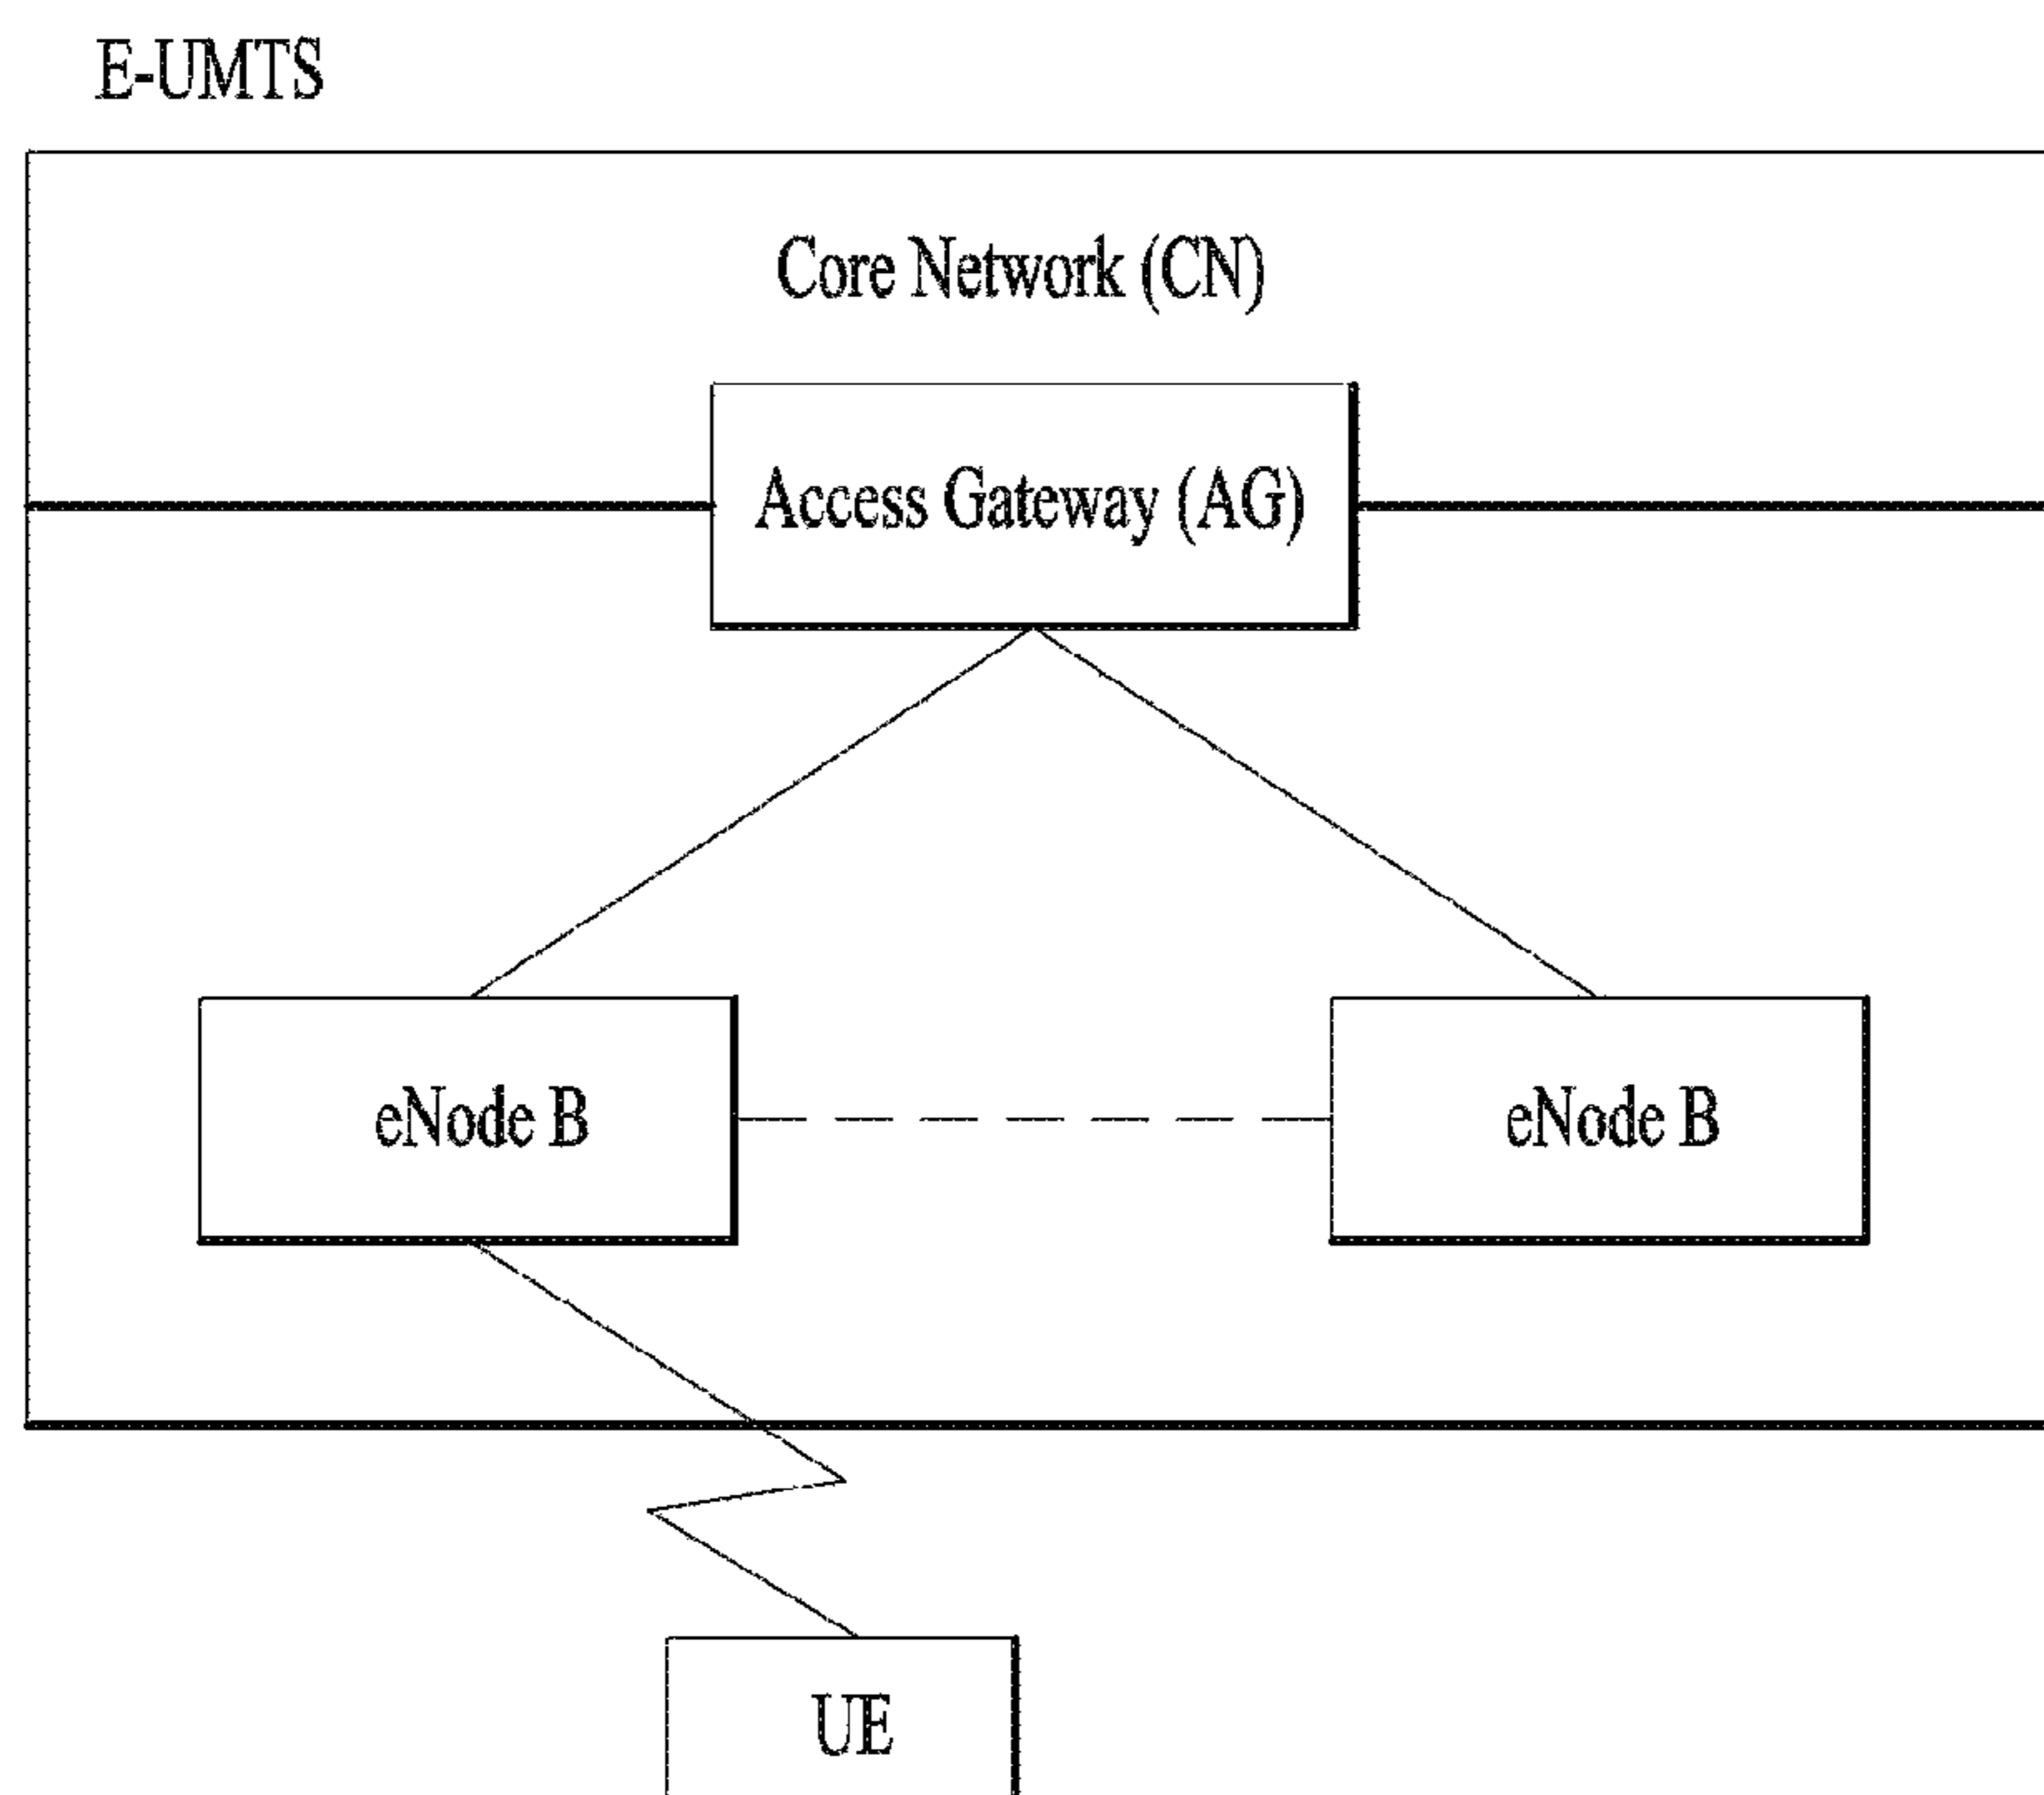 E-UMTS
Core Network (CN)
Access Gateway (AG)
eNode B
eNode B
UE